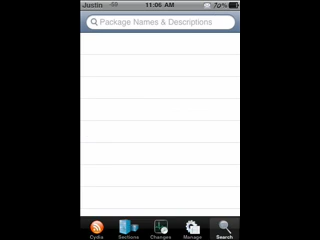 Justin 11:06 AM 70%
Package Names & Descriptions
Cydia Sections Changes Manage Search